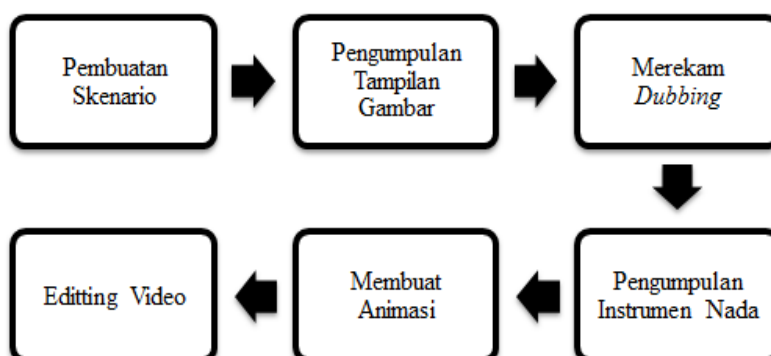 Pembuatan
Skenario
Pengumpulan
Tampilan
Gambar
Merekam
Dubbing
Pengumpulan
Instrumen Nada
Membuat
Animasi
Editting Video